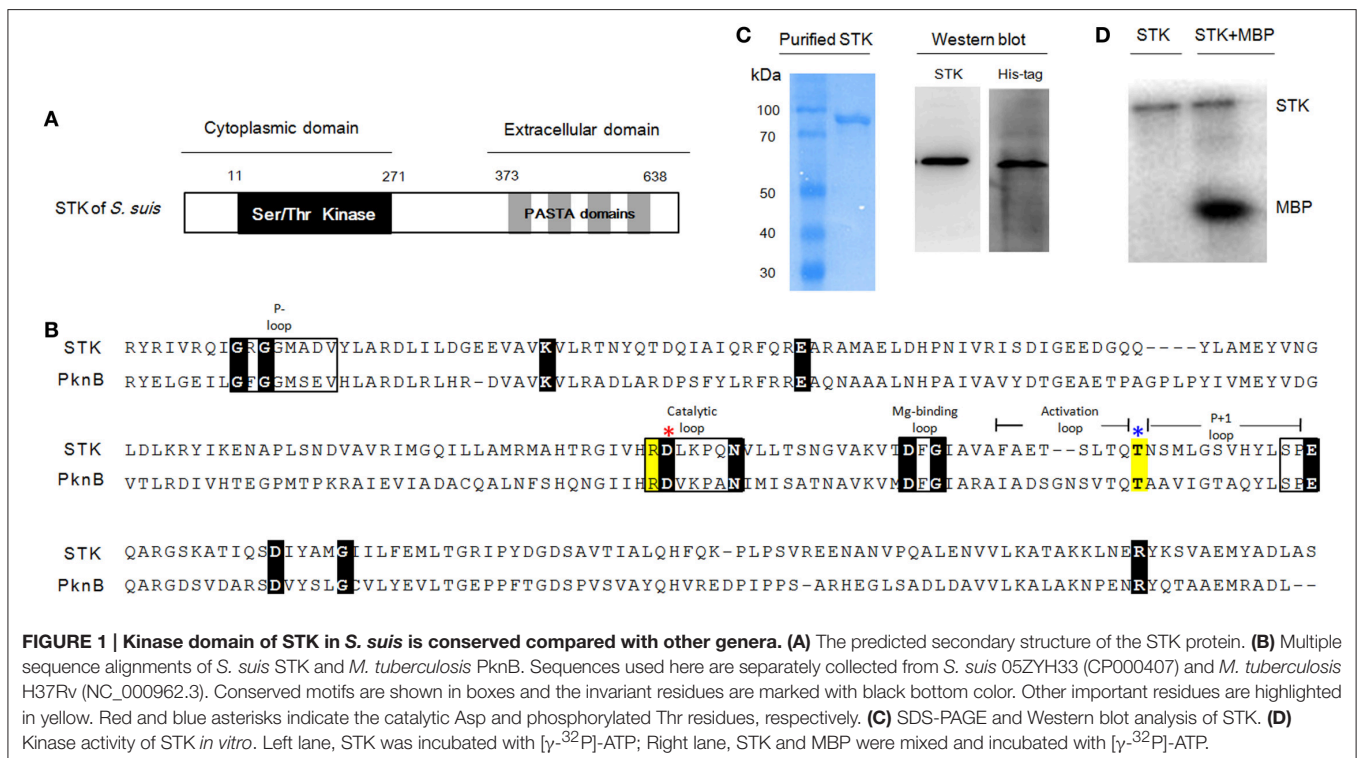 A
Cytoplasmic domain
Extracellular domain
11
271
373
638
STK of S. suis
Ser/Thr Kinase
PASTA domains
C
Purified STK
Western blot
kDa
STK
His-tag
100
70
50
40
30
D
STK
STK+MBP
STK
MBP
B
P-
loop
STK RYRIVRQIGRGGMADVYLARDLILDGEEVAVKVLRTNYQTDQIAIQRFQREARAMAELDHPNIVRISDIGEEDGQQ----YLAMEYVNG
PknB RYELGEILGFGGMSEVHLARDLRLHR-DVAVKVLRADLARDPSFYLRFRREAQNAAALNHPAIVAVYDTGEAETPAGPLPYIVMEYVDG
Catalytic
loop
Mg-binding
loop
Activation
loop
P+1
loop
* *
STK LDLKRYIKENAPLSNDVAVRIMGQILLAMRMAHTRGIVHRDLKPQNVLLTSNGVAKVTDFGIAVAFAET--SLTQTNSMLGSVHYLSPE
PknB VTLRDIVHTEGPMTPKRAIEVIADACQALNFSHQNGIIHRDVKPANIMISATNAVKVMDFGIARAIADSGNSVTQTAAVIGTAQYLSPE
STK QARGSKATIQSDIYAMGIILFEMLTGRIPYDGDSAVTIALQHFQK-PLPSVREENANVPQALENVVLKATAKKLNERYKSVAEMYADLAS
PknB QARGDSVDARSDVYSLGCVLYEVLTGEPPFTGDSPVSVAYQHVREDPIPPS-ARHEGLSADLDAVVLKALAKNPENRYQTAAEMRADL--
FIGURE 1 | Kinase domain of STK in S. suis is conserved compared with other genera. (A) The predicted secondary structure of the STK protein. (B) Multiple
sequence alignments of S. suis STK and M. tuberculosis PknB. Sequences used here are separately collected from S. suis 05ZYH33 (CP000407) and M. tuberculosis
H37Rv (NC_000962.3). Conserved motifs are shown in boxes and the invariant residues are marked with black bottom color. Other important residues are highlighted
in yellow. Red and blue asterisks indicate the catalytic Asp and phosphorylated Thr residues, respectively. (C) SDS-PAGE and Western blot analysis of STK. (D)
Kinase activity of STK in vitro. Left lane, STK was incubated with [γ-32P]-ATP; Right lane, STK and MBP were mixed and incubated with [γ-32P]-ATP.